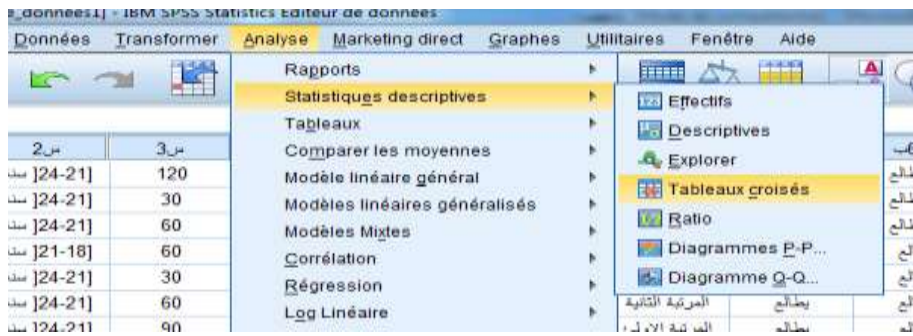 _données1] - IBM SPSS Statistics Editeur de données
Données Transformer Analyse Marketing direct Graphes Utilitaires Fenêtre Aide
Rapports
Statistiques descriptives
Tableaux
Comparer les moyennes
Modèle linéaire général
Modèles linéaires généralisés
Modèles Mixtes
Corrélation
Régression
Log Linéaire
Effectifs
Descriptives
Explorer
Tableaux croisés
Ratio
Diagrammes P-P...
Diagramme Q-Q...
س2 س3
]24-21] 120
]24-21] 30
]24-21] 60
]21-18] 60
]24-21] 30
]24-21] 60
]24-21] 90
المرتبة الثانية يطالع
المرتبة الاولى يطالع